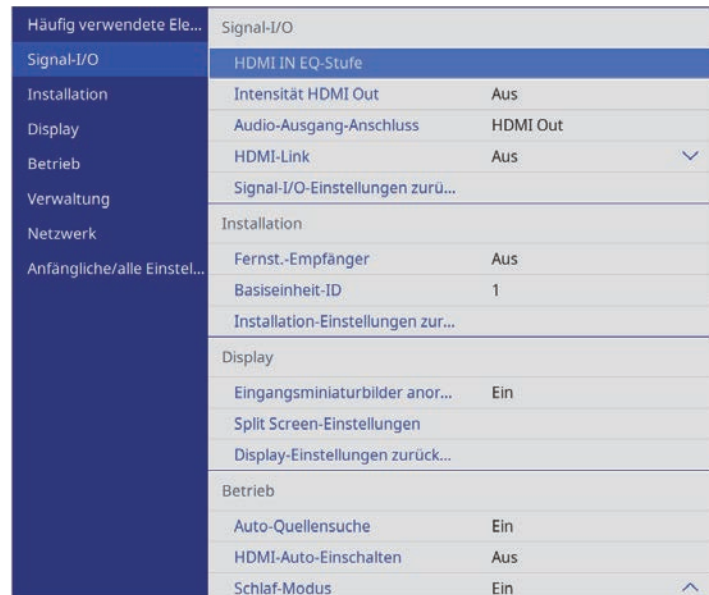 Häufig verwendete Ele...
Signal-I/O
Installation
Display
Betrieb
Verwaltung
Netzwerk
Anfängliche/alle Einstel...
Signal-I/O
HDMI IN EQ-Stufe
Intensität HDMI Out Aus
Audio-Ausgang-Anschluss HDMI Out
HDMI-Link Aus
Signal-I/O-Einstellungen zurü...
Installation
Fernst.-Empfänger Aus
Basiseinheit-ID 1
Installation-Einstellungen zur...
Display
Eingangsminiaturbilder anor... Ein
Split Screen-Einstellungen
Display-Einstellungen zurück...
Betrieb
Auto-Quellensuche Ein
HDMI-Auto-Einschalten Aus
Schlaf-Modus Ein